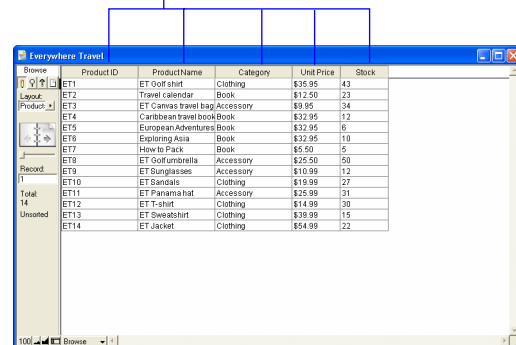 Everywhere Travel
Browse
Product ID Product Name Category Unit Price Stock
ET1 ET Golf shirt Clothing $35.95 43
Layout:
ET2 Travel calendar Book $12.50 23
Product
ET3 ET Canvas travel bag Accessory $9.95 34
ET4 Caribbean travel book Book $32.95 12
ET5 European Adventures Book $32.95 6
ET6 Exploring Asia Book $32.95 10
ET7 How to Pack Book $5.50 5
ET8 ET Golf umbrella Accessory $25.50 50
Record:
ET9 ET Sunglasses Accessory $10.99 12
1
ET10 ET Sandals Clothing $19.99 27
Total:
ET11 ET Panama hat Accessory $25.99 31
14
ET12 ET T-shirt Clothing $14.99 30
Unsorted
ET13 ET Sweatshirt Clothing $39.99 15
ET14 ET Jacket Clothing $54.99 22
100 Browse